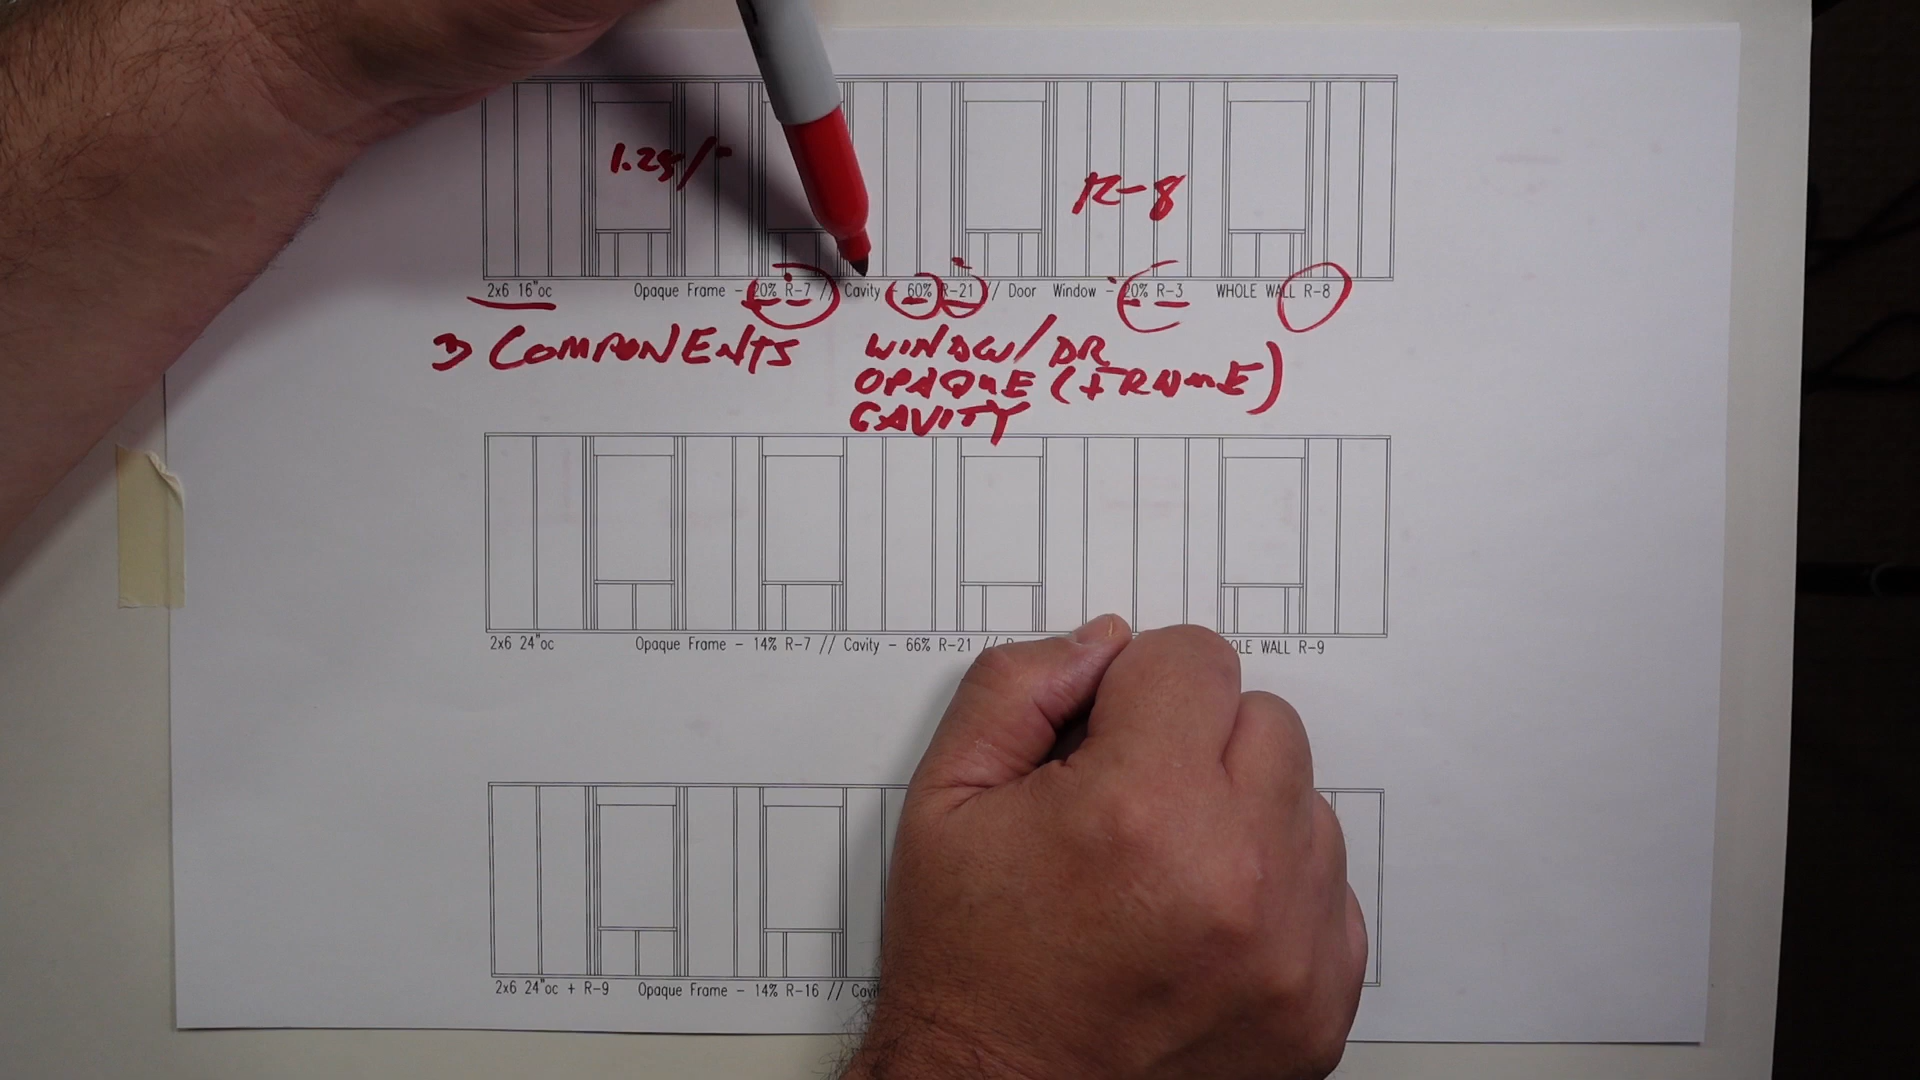 1.25/
R-8
2x6 16"oc Opaque Frame - 20% R-7 // Cavity - 60% R-21 // Door Window - 20% R-3 WHOLE WALL R-8
3 COMPONENTS WINDOW/DR
OPAQUE (FRAME)
CAVITY
2x6 24"oc Opaque Frame - 14% R-7 // Cavity - 66% R-21 // WALL R-9
2x6 24"oc + R-9 Opaque Frame - 14% R-16 //